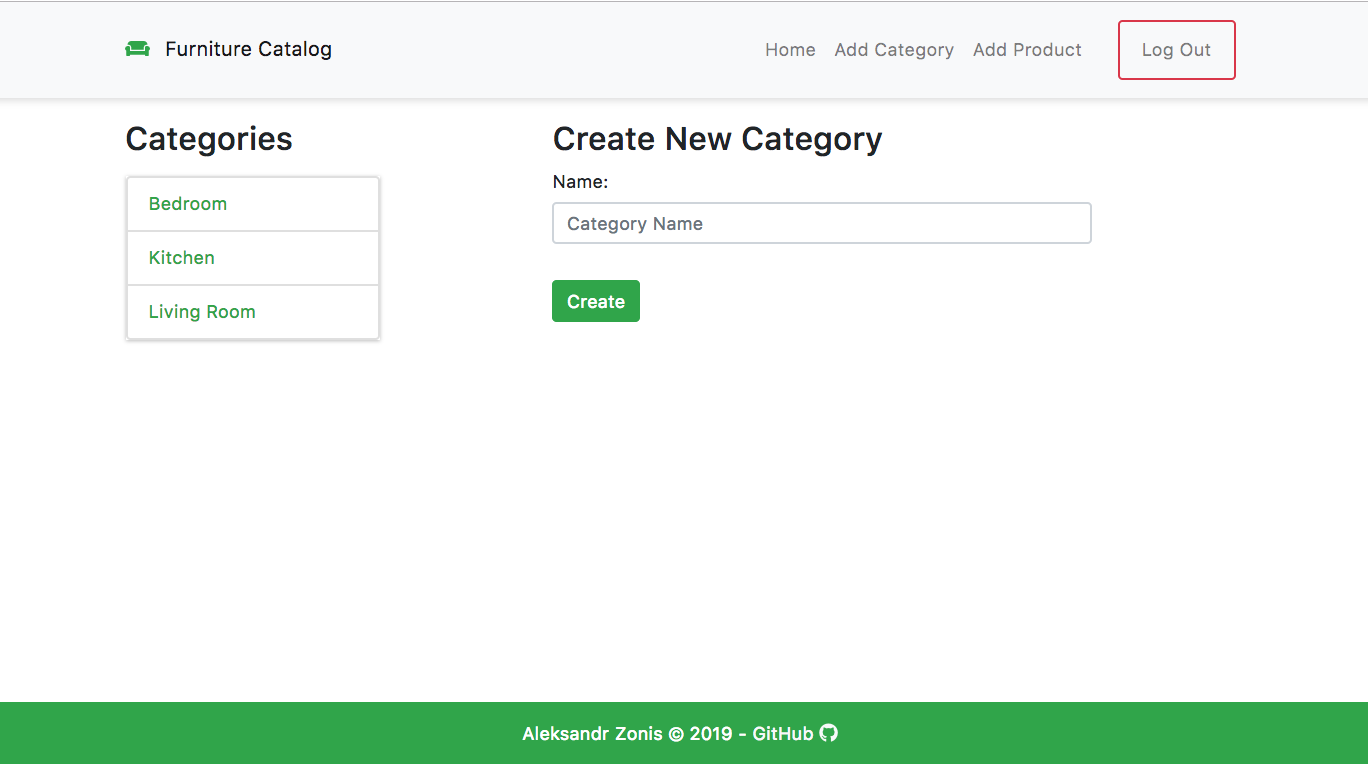 Furniture Catalog
Home Add Category Add Product Log Out
Categories
Bedroom
Kitchen
Living Room
Create New Category
Name:
Category Name
Create
Aleksandr Zonis © 2019 - GitHub